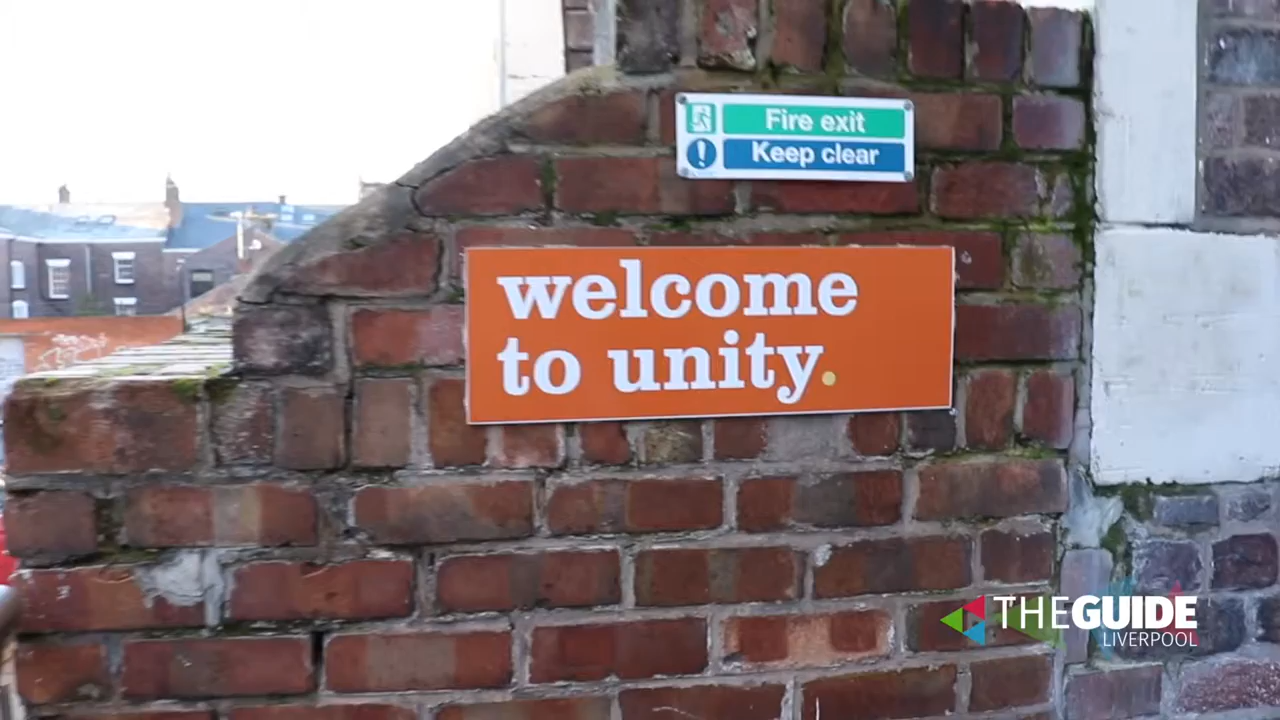 Fire exit
Keep clear
welcome
to unity.
THEGUIDE
LIVERPOOL